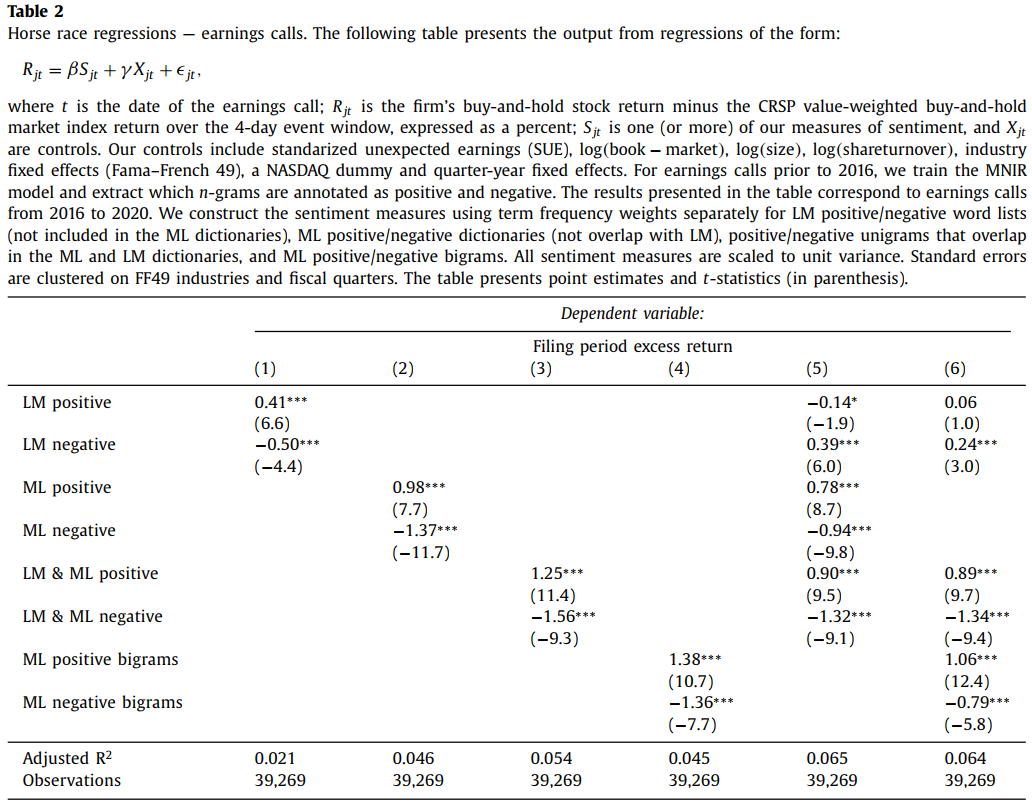 Table 2
Horse race regressions — earnings calls. The following table presents the output from regressions of the form:
R_jt = βS_jt + γX_jt + ϵ_jt,
where t is the date of the earnings call; R_jt is the firm's buy-and-hold stock return minus the CRSP value-weighted buy-and-hold
market index return over the 4-day event window, expressed as a percent; S_jt is one (or more) of our measures of sentiment, and X_jt
are controls. Our controls include standarized unexpected earnings (SUE), log(book – market), log(size), log(shareturnover), industry
fixed effects (Fama–French 49), a NASDAQ dummy and quarter-year fixed effects. For earnings calls prior to 2016, we train the MNIR
model and extract which n-grams are annotated as positive and negative. The results presented in the table correspond to earnings calls
from 2016 to 2020. We construct the sentiment measures using term frequency weights separately for LM positive/negative word lists
(not included in the ML dictionaries), ML positive/negative dictionaries (not overlap with LM), positive/negative unigrams that overlap
in the ML and LM dictionaries, and ML positive/negative bigrams. All sentiment measures are scaled to unit variance. Standard errors
are clustered on FF49 industries and fiscal quarters. The table presents point estimates and t-statistics (in parenthesis).
Dependent variable:
Filing period excess return
(1) (2) (3) (4) (5) (6)
LM positive 0.41*** −0.14* 0.06
(6.6) (−1.9) (1.0)
LM negative −0.50*** 0.39*** 0.24***
(−4.4) (6.0) (3.0)
ML positive 0.98*** 0.78***
(7.7) (8.7)
ML negative −1.37*** −0.94***
(−11.7) (−9.8)
LM & ML positive 1.25*** 0.90*** 0.89***
(11.4) (9.5) (9.7)
LM & ML negative −1.56*** −1.32*** −1.34***
(−9.3) (−9.1) (−9.4)
ML positive bigrams 1.38*** 1.06***
(10.7) (12.4)
ML negative bigrams −1.36*** −0.79***
(−7.7) (−5.8)
Adjusted R² 0.021 0.046 0.054 0.045 0.065 0.064
Observations 39,269 39,269 39,269 39,269 39,269 39,269